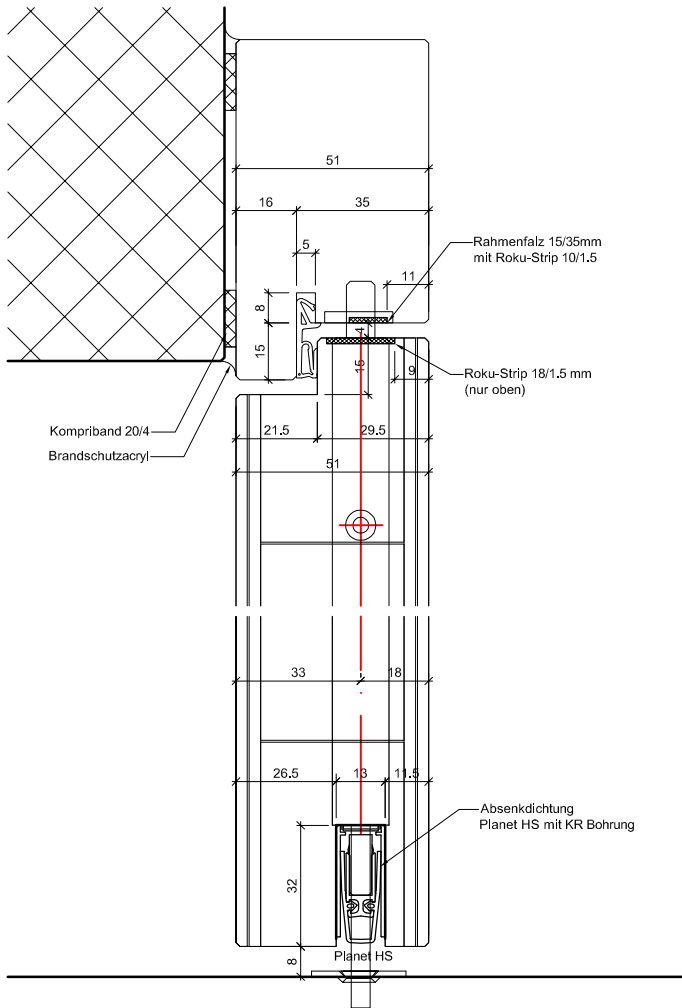 51
16
35
5
Rahmenfalz 15/35mm
mit Roku-Strip 10/1.5
11
8
4
15
15
9
Roku-Strip 18/1.5 mm
(nur oben)
Kompriband 20/4
21.5
29.5
Brandschutzacryl
51
33
18
26.5
13
11.5
Absenkdichtung
Planet HS mit KR Bohrung
32
Planet HS
8